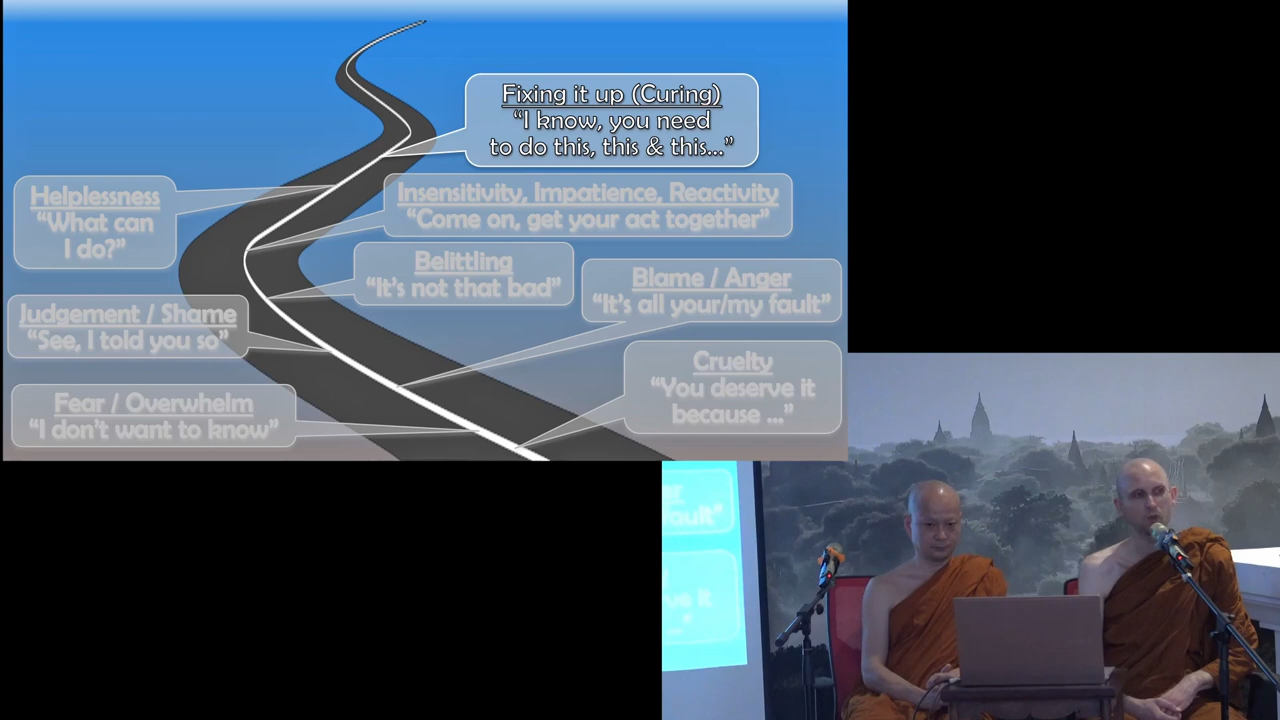 Fixing it up (Curing)
“I know, you need
to do this, this & this...”
Helplessness
“What can
I do?”
Insensitivity, Impatience, Reactivity
“Come on, get your act together”
Belittling
“It’s not that bad”
Blame / Anger
“It’s all your/my fault”
Judgement / Shame
“See, I told you so”
Cruelty
“You deserve it
because ...”
Fear / Overwhelm
“I don’t want to know”